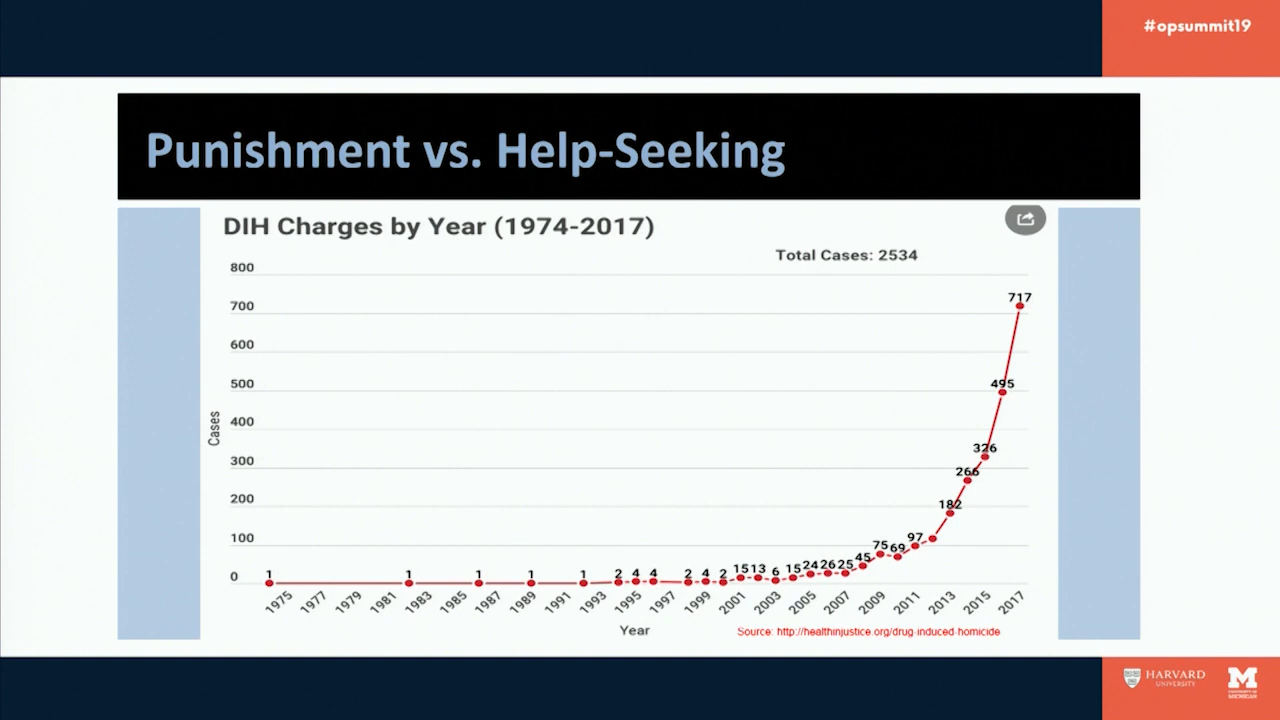 #opsummit19
Punishment vs. Help-Seeking
DIH Charges by Year (1974-2017)
Total Cases: 2534
800
700
600
500
400
300
200
100
0
Cases
1 1 1 1 1 2 4 4 2 4 2 15 13 6 15 24 26 25 45 75 69 97 182 266 326 495 717
1975 1977 1979 1981 1983 1985 1987 1989 1991 1993 1995 1997 1999 2001 2003 2005 2007 2009 2011 2013 2015 2017
Year
Source: http://healthinjustice.org/drug-induced-homicide
HARVARD
UNIVERSITY
M
UNIVERSITY OF
MICHIGAN